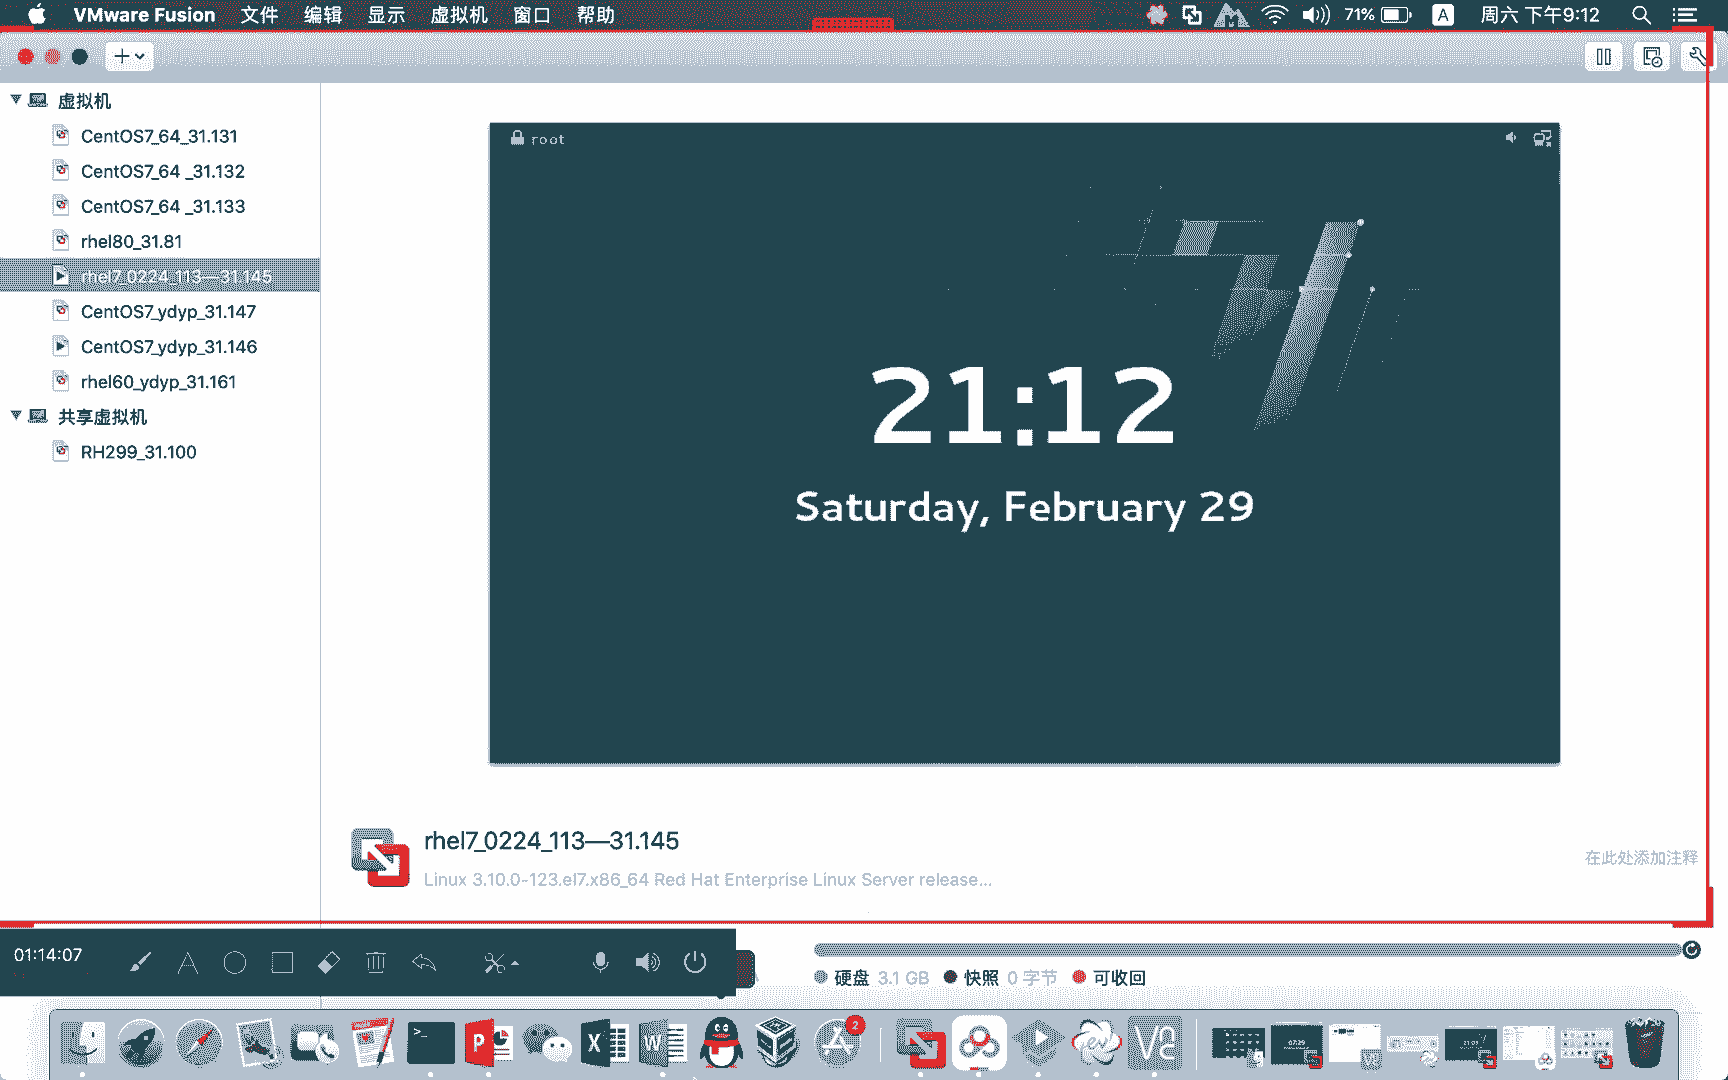 VMware Fusion 文件 编辑 显示 虚拟机 窗口 帮助 71% A 周六 下午9:12
虚拟机
CentOS7_64_31.131
CentOS7_64 _31.132
CentOS7_64 _31.133
rhel80_31.81
rhel7_0224_113—31.145
CentOS7_ydyp_31.147
CentOS7_ydyp_31.146
rhel60_ydyp_31.161
共享虚拟机
RH299_31.100
root
21:12
Saturday, February 29
rhel7_0224_113—31.145
Linux 3.10.0-123.el7.x86_64 Red Hat Enterprise Linux Server release...
在此处添加注释
01:14:07
硬盘 3.1 GB 快照 0 字节 可收回
2